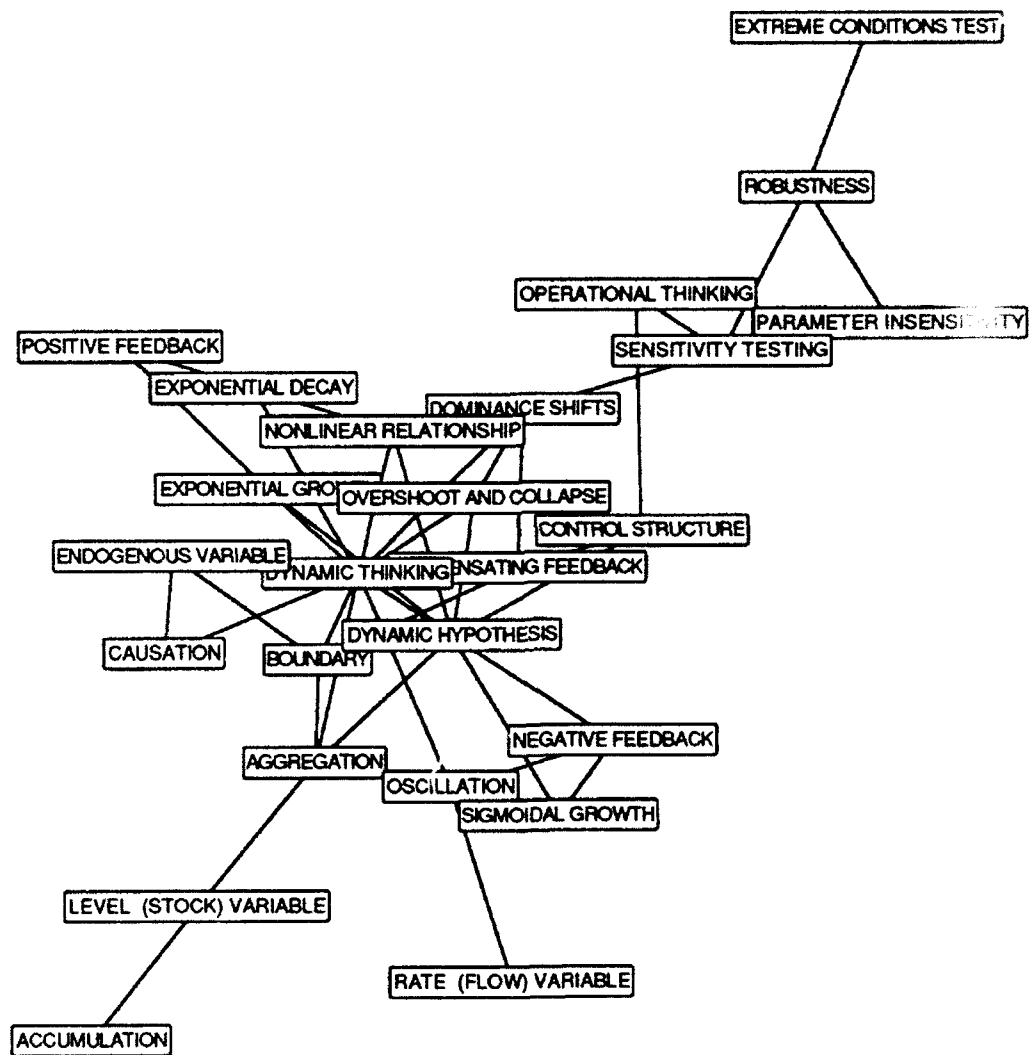 EXTREME CONDITIONS TEST
ROBUSTNESS
OPERATIONAL THINKING
PARAMETER INSENSITIVITY
SENSITIVITY TESTING
POSITIVE FEEDBACK
EXPONENTIAL DECAY
DOMINANCE SHIFTS
NONLINEAR RELATIONSHIP
EXPONENTIAL GRO
OVERSHOOT AND COLLAPSE
CONTROL STRUCTURE
ENDOGENOUS VARIABLE
DYNAMIC THINKING
ENSATING FEEDBACK
DYNAMIC HYPOTHESIS
CAUSATION
BOUNDARY
NEGATIVE FEEDBACK
AGGREGATION
OSCILLATION
SIGMOIDAL GROWTH
LEVEL (STOCK) VARIABLE
RATE (FLOW) VARIABLE
ACCUMULATION